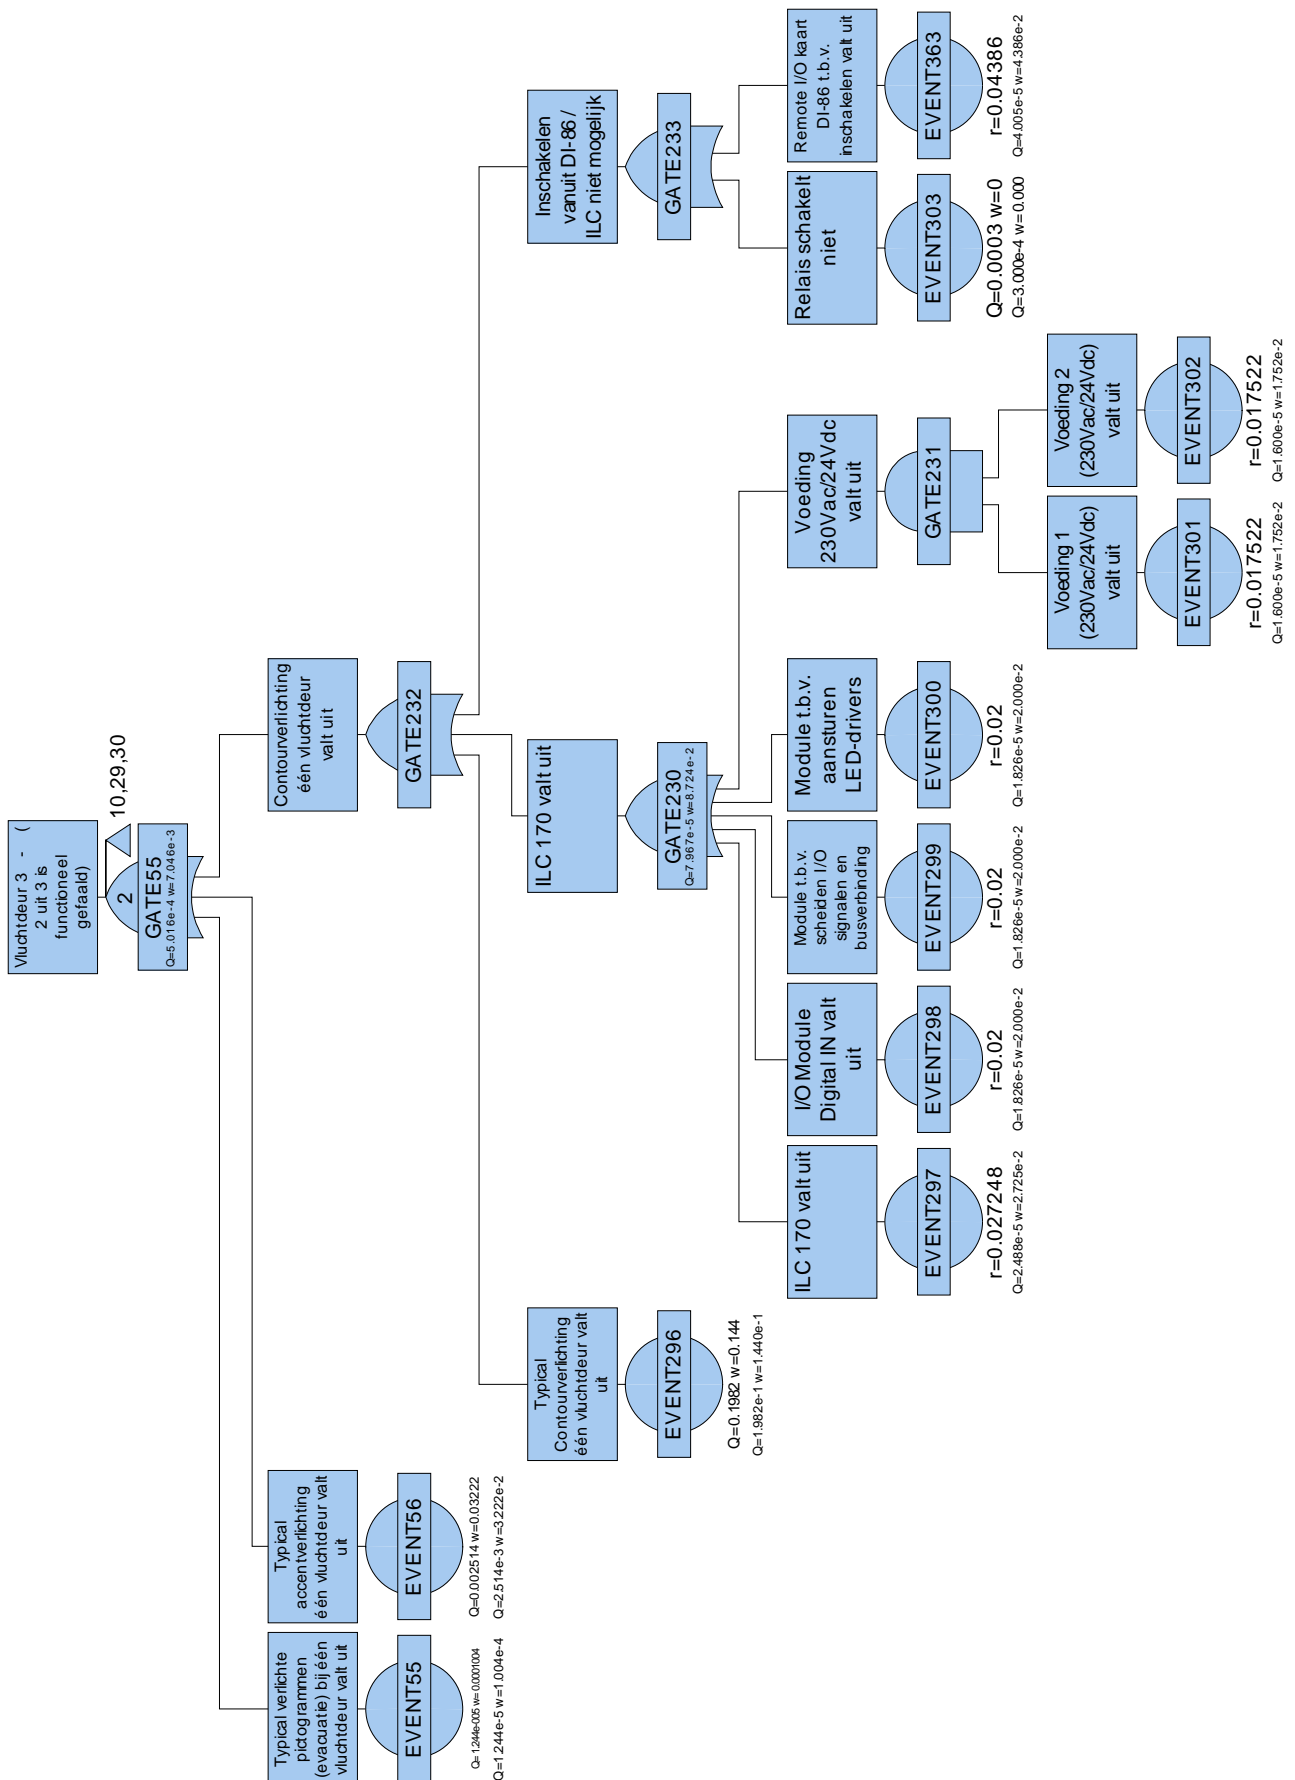 Vluchtdeur 3 - (
2 uit 3 is
functioneel
gefaald)
2
10,29,30
GATE55
Q=5.016e-4 w=7.046e-3
Typical verlichte
pictogrammen
(evacuatie) bij één
vluchtdeur valt uit
EVENT55
Q=1.244e-005 w=0.0001004
Q=1.244e-5 w=1.004e-4
Typical
accentverlichting
één vluchtdeur valt
uit
EVENT56
Q=0.002514 w=0.03222
Q=2.514e-3 w=3.222e-2
Contourverlichting
één vluchtdeur
valt uit
GATE232
Typical
Contourverlichting
één vluchtdeur valt
uit
EVENT296
Q=0.1982 w=0.144
Q=1.982e-1 w=1.440e-1
ILC 170 valt uit
GATE230
Q=7.967e-5 w=8.724e-2
Inschakelen
vanuit DI-86 /
ILC niet mogelijk
GATE233
ILC 170 valt uit
EVENT297
r=0.027248
Q=2.488e-5 w=2.725e-2
I/O Module
Digital IN valt
uit
EVENT298
r=0.02
Q=1.826e-5 w=2.000e-2
Module t.b.v.
scheiden I/O
signalen en
busverbinding
EVENT299
r=0.02
Q=1.826e-5 w=2.000e-2
Module t.b.v.
aansturen
LED-drivers
EVENT300
r=0.02
Q=1.826e-5 w=2.000e-2
Voeding
230Vac/24Vdc
valt uit
GATE231
Relais schakelt
niet
EVENT303
Q=0.0003 w=0
Q=3.000e-4 w=0.000
Remote I/O kaart
DI-86 t.b.v.
inschakelen valt uit
EVENT363
r=0.04386
Q=4.005e-5 w=4.386e-2
Voeding 1
(230Vac/24Vdc)
valt uit
EVENT301
r=0.017522
Q=1.600e-5 w=1.752e-2
Voeding 2
(230Vac/24Vdc)
valt uit
EVENT302
r=0.017522
Q=1.600e-5 w=1.752e-2